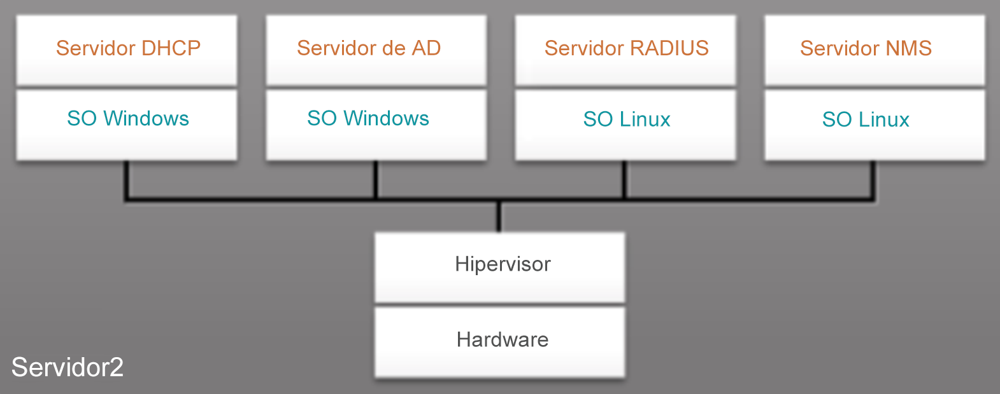 Servidor DHCP
Servidor de AD
Servidor RADIUS
Servidor NMS
SO Windows
SO Windows
SO Linux
SO Linux
Hipervisor
Hardware
Servidor2